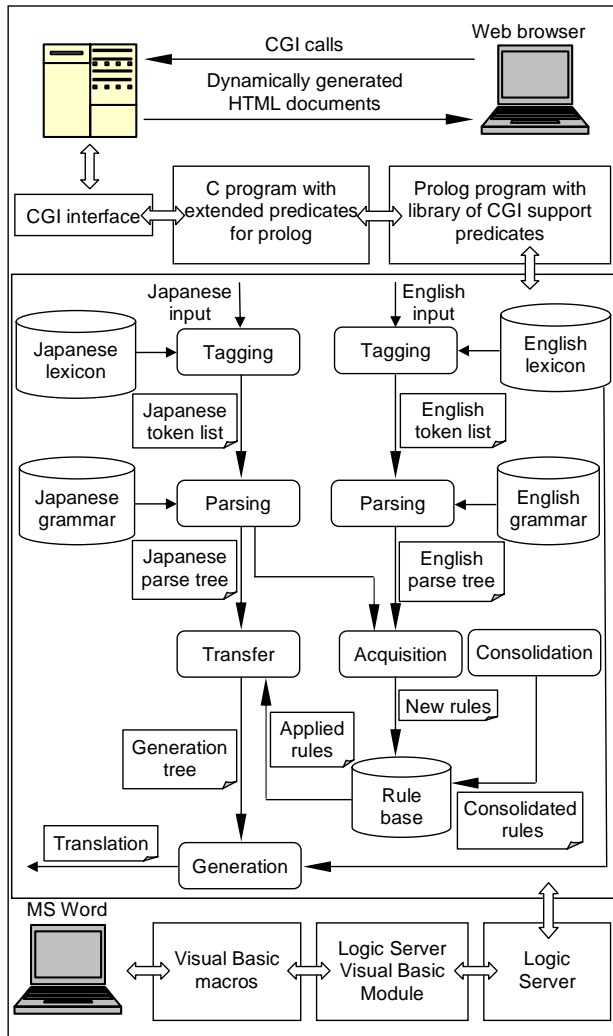 Web browser
CGI calls
Dynamically generated
HTML documents
CGI interface
C program with
extended predicates
for prolog
Prolog program with
library of CGI support
predicates
Japanese
input
English
input
Japanese
lexicon
Tagging
Tagging
English
lexicon
Japanese
token list
English
token list
Japanese
grammar
Parsing
Parsing
English
grammar
Japanese
parse tree
English
parse tree
Transfer
Acquisition
Consolidation
New rules
Applied
rules
Generation
tree
Rule
base
Consolidated
rules
Translation
Generation
MS Word
Visual Basic
macros
Logic Server
Visual Basic
Module
Logic
Server